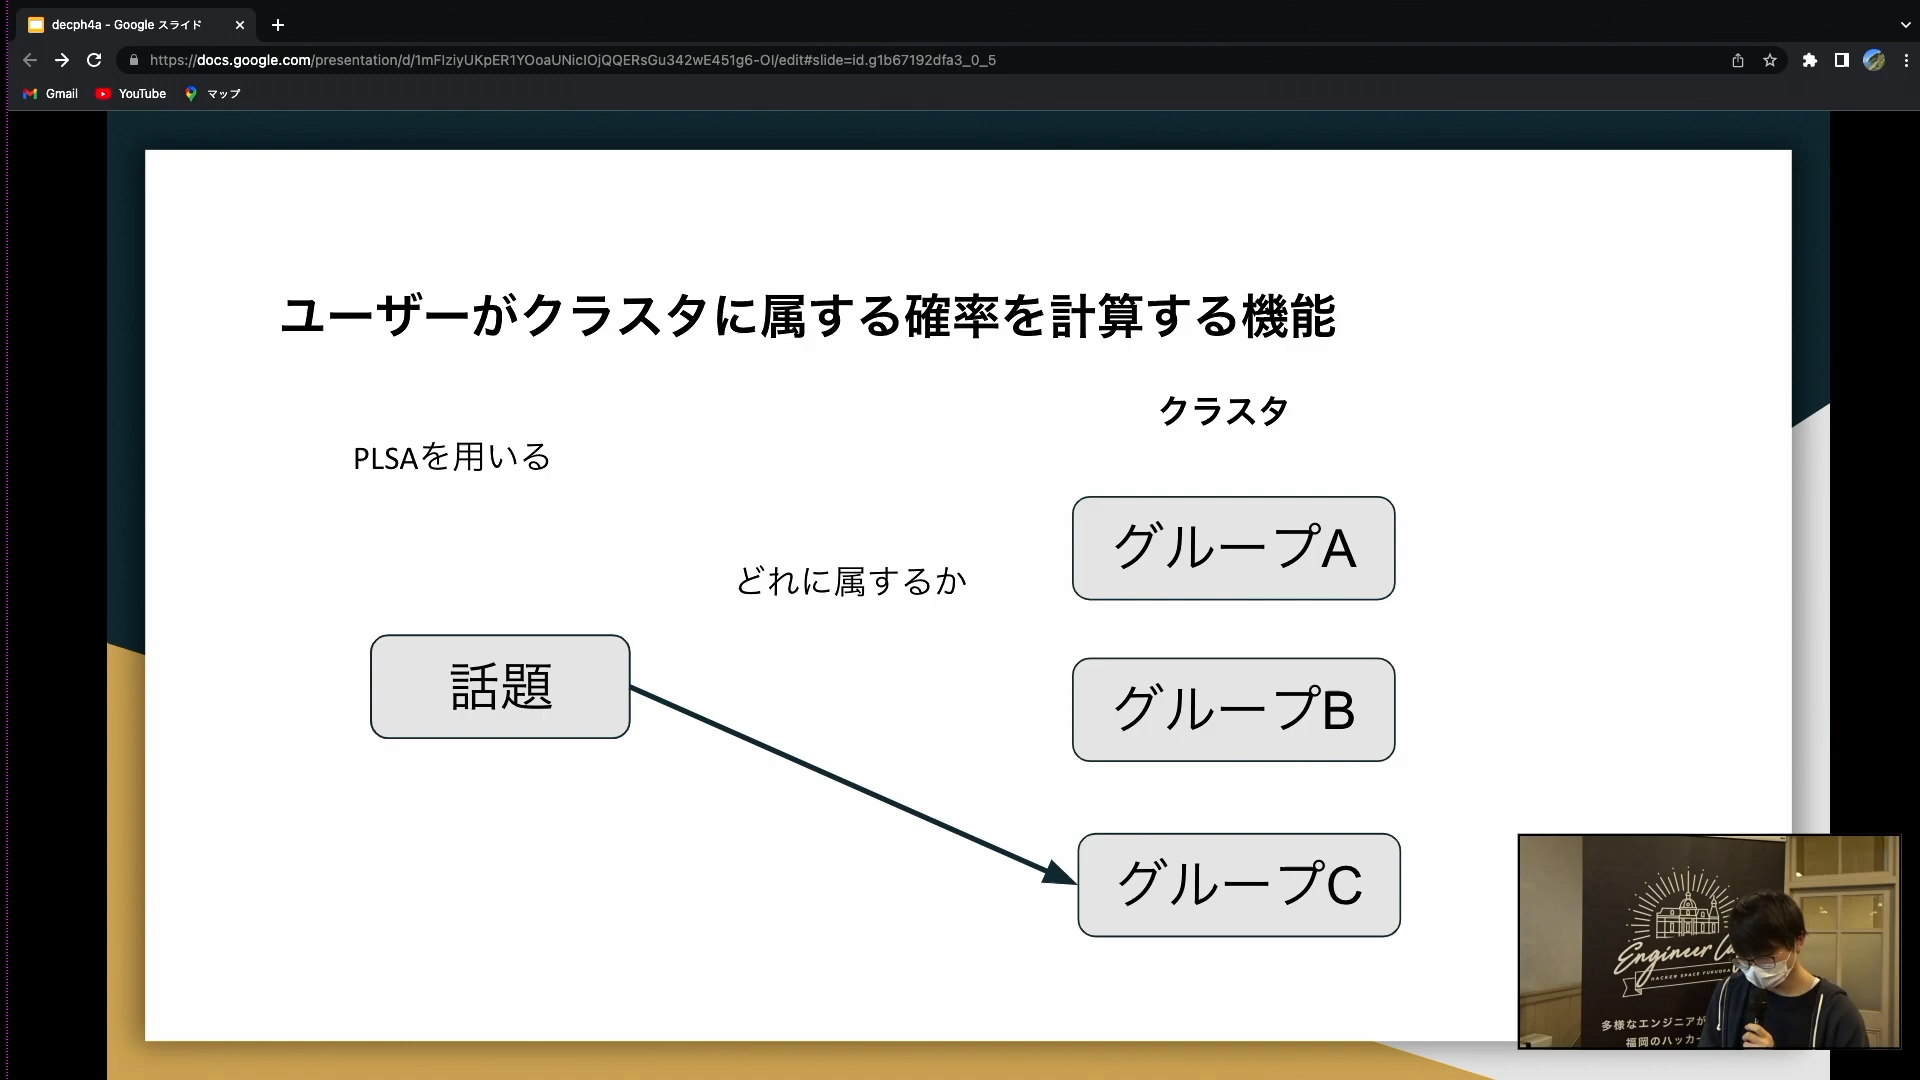 decph4a - Google スライド
https://docs.google.com/presentation/d/1mFIziyUKpER1YOoaUNicIOjQQERsGu342wE451g6-OI/edit#slide=id.g1b67192dfa3_0_5
Gmail YouTube マップ
ユーザーがクラスタに属する確率を計算する機能
クラスタ
PLSAを用いる
グループA
どれに属するか
話題
グループB
グループC
Engineer
HACKER SPACE FUKUOKA
多様なエンジニアが
福岡のハッカー